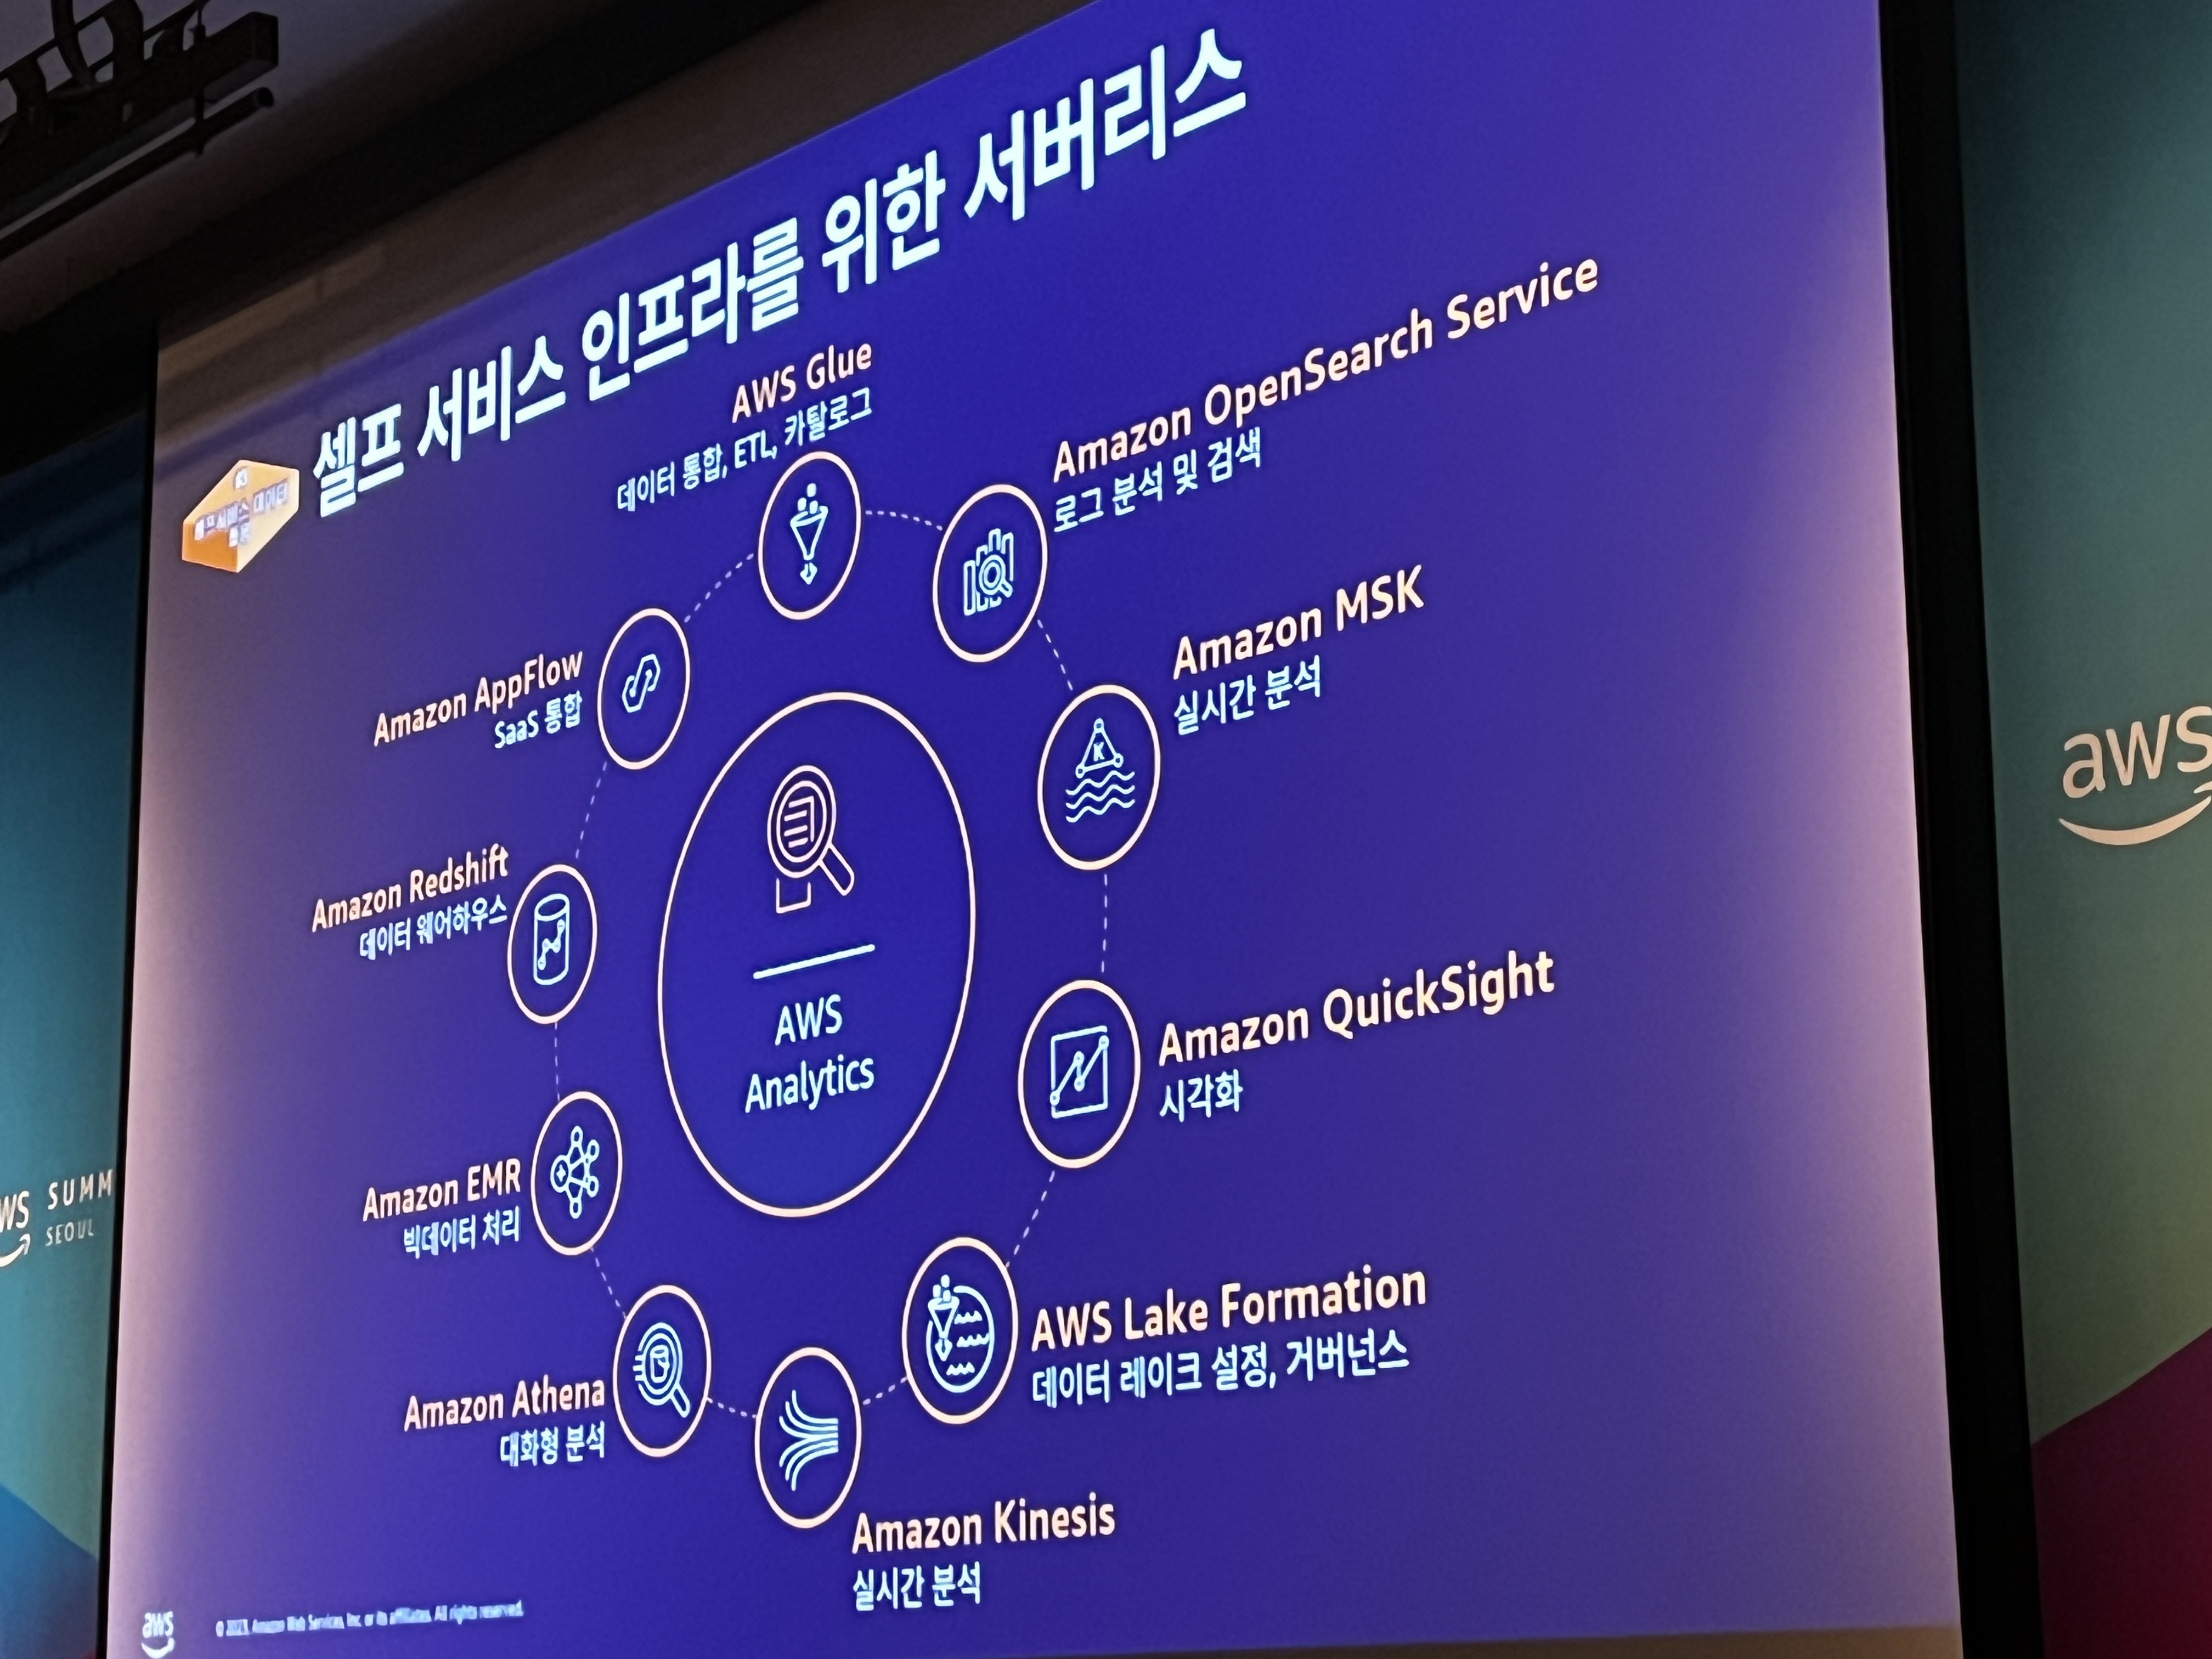 셀프 서비스 인프라를 위한 서버리스
#3
셀프 서비스 데이터
AWS Glue
데이터 통합, ETL, 카탈로그
Amazon OpenSearch Service
로그 분석 및 검색
Amazon MSK
실시간 분석
K
Amazon QuickSight
시각화
AWS Lake Formation
데이터 레이크 설정, 거버넌스
Amazon Kinesis
실시간 분석
Amazon Athena
대화형 분석
Amazon EMR
빅데이터 처리
Amazon Redshift
데이터 웨어하우스
Amazon AppFlow
SaaS 통합
AWS
Analytics
aws
© 2023, Amazon Web Services, Inc. or its affiliates. All rights reserved.
aws
SEOUL